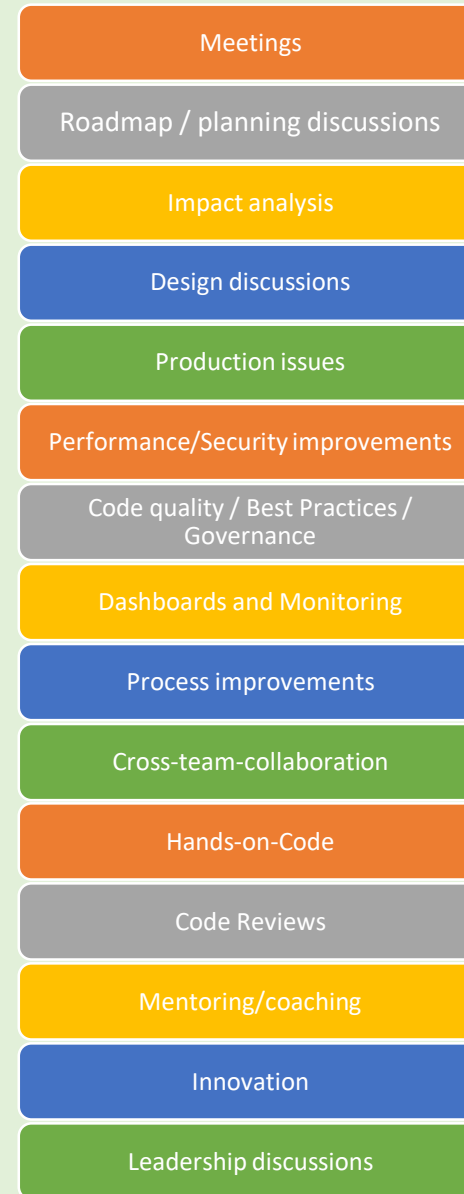 Meetings
Roadmap / planning discussions
Impact analysis
Design discussions
Production issues
Performance/Security improvements
Code quality / Best Practices /
Governance
Dashboards and Monitoring
Process improvements
Cross-team-collaboration
Hands-on-Code
Code Reviews
Mentoring/coaching
Innovation
Leadership discussions